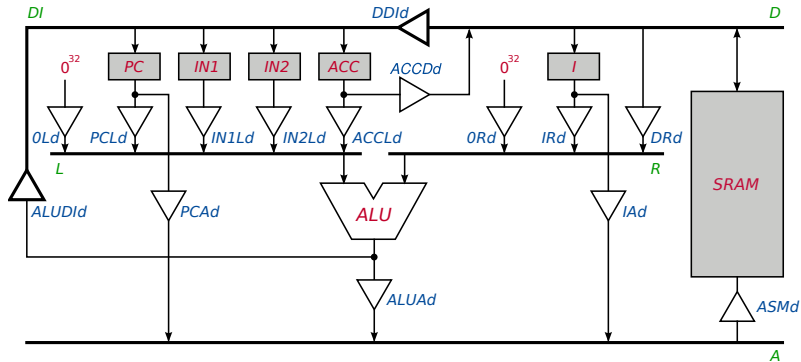 DI DDId D
0³² PC IN1 IN2 ACC ACCDd 0³² I
0Ld PCLd IN1Ld IN2Ld ACCLd 0Rd IRd DRd
L R
SRAM
ALUDId PCAd ALU IAd
ALUAd ASMd
A